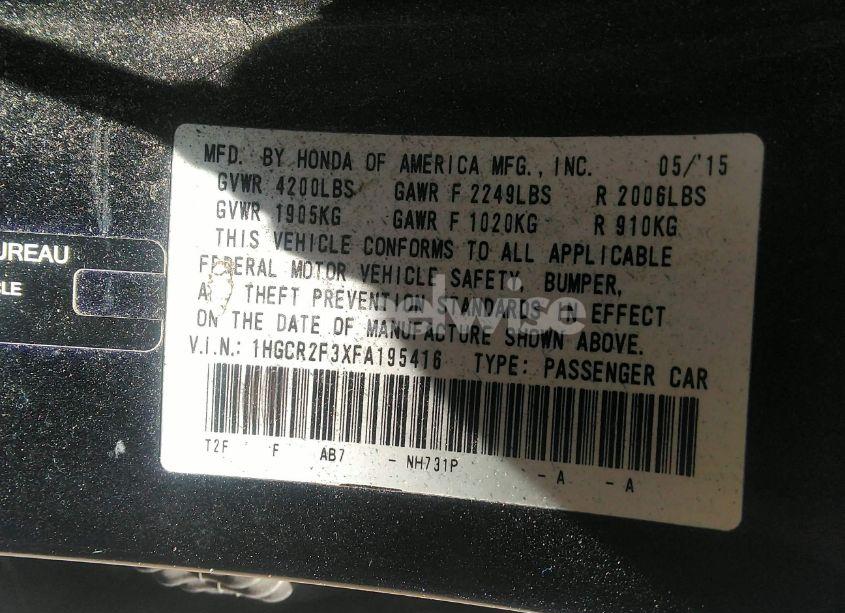 MFD. BY HONDA OF AMERICA MFG., INC. 05/'15
GVWR 4200LBS GAWR F 2249LBS R 2006LBS
GVWR 1905KG GAWR F 1020KG R 910KG
THIS VEHICLE CONFORMS TO ALL APPLICABLE
FEDERAL MOTOR VEHICLE SAFETY, BUMPER,
THEFT PREVENTION STANDARDS IN EFFECT
ON THE DATE OF MANUFACTURE SHOWN ABOVE.
V.I.N.: 1HGCR2F3XFA195416 TYPE: PASSENGER CAR
T2F F AB7 - NH731P - A - A
UREAU
CLE